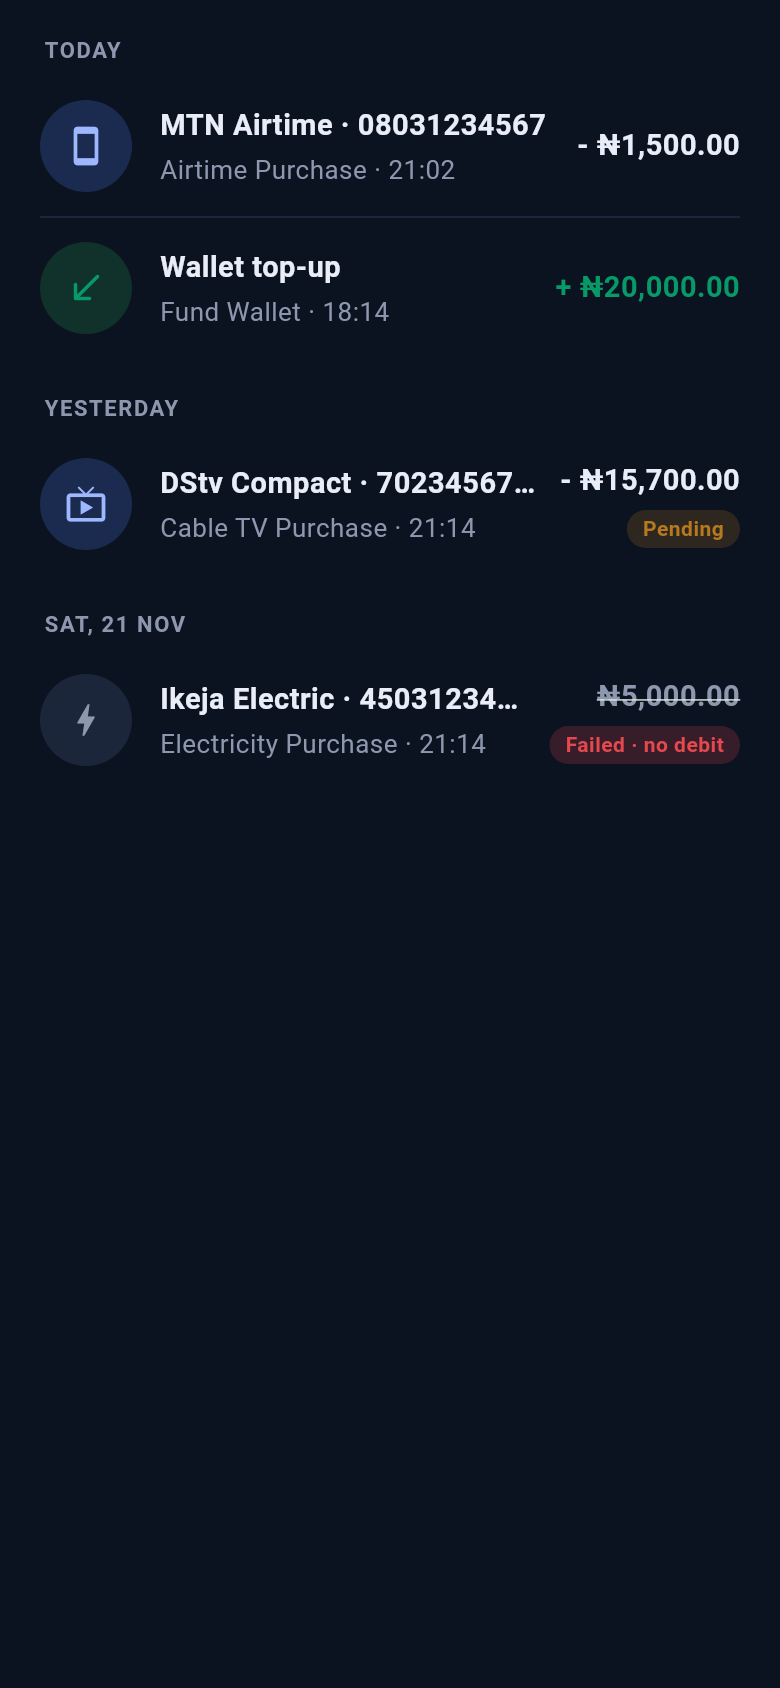 TODAY
MTN Airtime · 08031234567
- ₦1,500.00
Airtime Purchase · 21:02
Wallet top-up
+ ₦20,000.00
Fund Wallet · 18:14
YESTERDAY
DStv Compact · 70234567…
- ₦15,700.00
Cable TV Purchase · 21:14
Pending
SAT, 21 NOV
Ikeja Electric · 45031234…
₦5,000.00
Electricity Purchase · 21:14
Failed · no debit